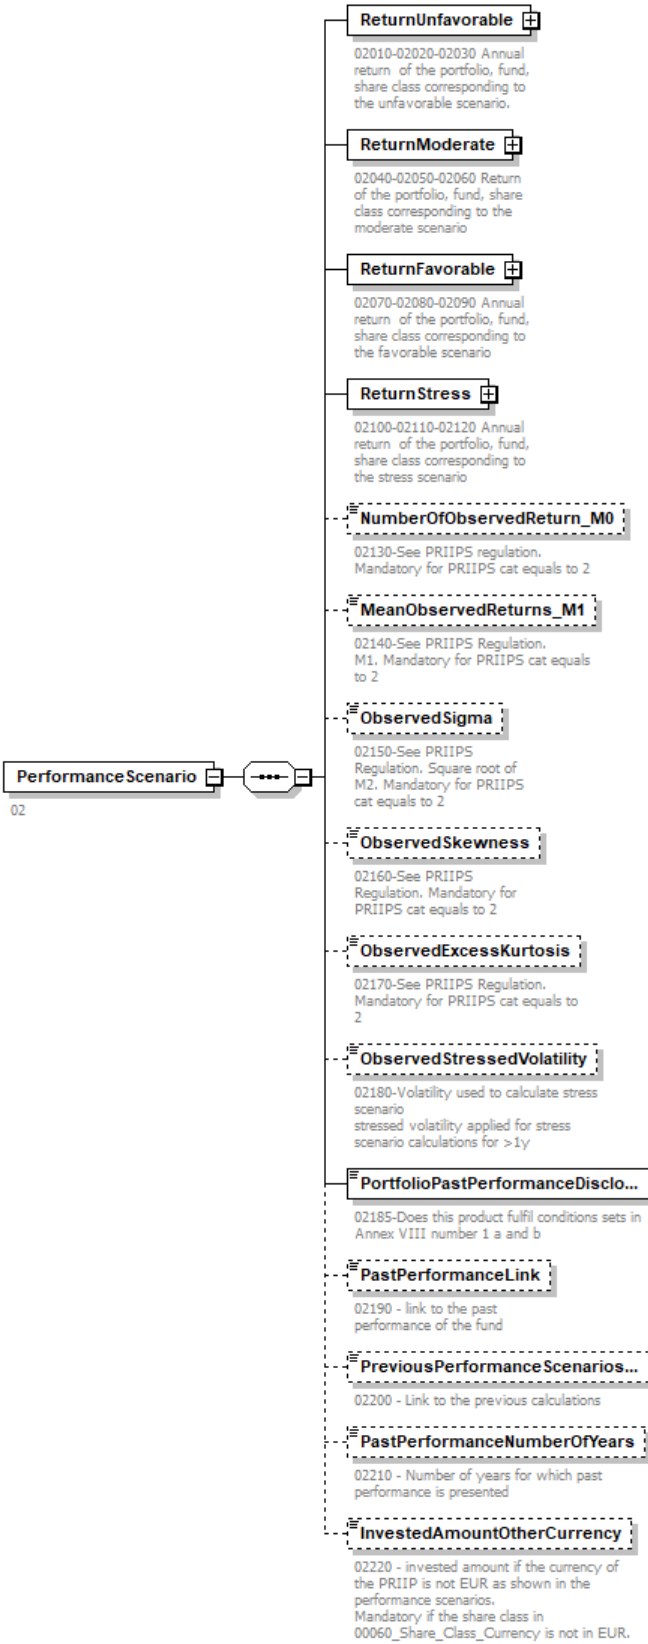 ReturnUnfavorable
02010-02020-02030 Annual
return  of the portfolio, fund,
share class corresponding to
the unfavorable scenario.
ReturnModerate
02040-02050-02060 Return
of the portfolio, fund, share
class corresponding to the
moderate scenario
ReturnFavorable
02070-02080-02090 Annual
return  of the portfolio, fund,
share class corresponding to
the favorable scenario
ReturnStress
02100-02110-02120 Annual
return  of the portfolio, fund,
share class corresponding to
the stress scenario
NumberOfObservedReturn_M0
02130-See PRIIPS regulation.
Mandatory for PRIIPS cat equals to 2
MeanObservedReturns_M1
02140-See PRIIPS Regulation.
M1. Mandatory for PRIIPS cat equals
to 2
ObservedSigma
02150-See PRIIPS
Regulation. Square root of
M2. Mandatory for PRIIPS
cat equals to 2
PerformanceScenario
02
ObservedSkewness
02160-See PRIIPS
Regulation. Mandatory for
PRIIPS cat equals to 2
ObservedExcessKurtosis
02170-See PRIIPS Regulation.
Mandatory for PRIIPS cat equals to
2
ObservedStressedVolatility
02180-Volatility used to calculate stress
scenario
stressed volatility applied for stress
scenario calculations for >1y
PortfolioPastPerformanceDisclo...
02185-Does this product fulfil conditions sets in
Annex VIII number 1 a and b
PastPerformanceLink
02190 - link to the past
performance of the fund
PreviousPerformanceScenarios...
02200 - Link to the previous calculations
PastPerformanceNumberOfYears
02210 - Number of years for which past
performance is presented
InvestedAmountOtherCurrency
02220 - invested amount if the currency of
the PRIIP is not EUR as shown in the
performance scenarios.
Mandatory if the share class in
00060_Share_Class_Currency is not in EUR.